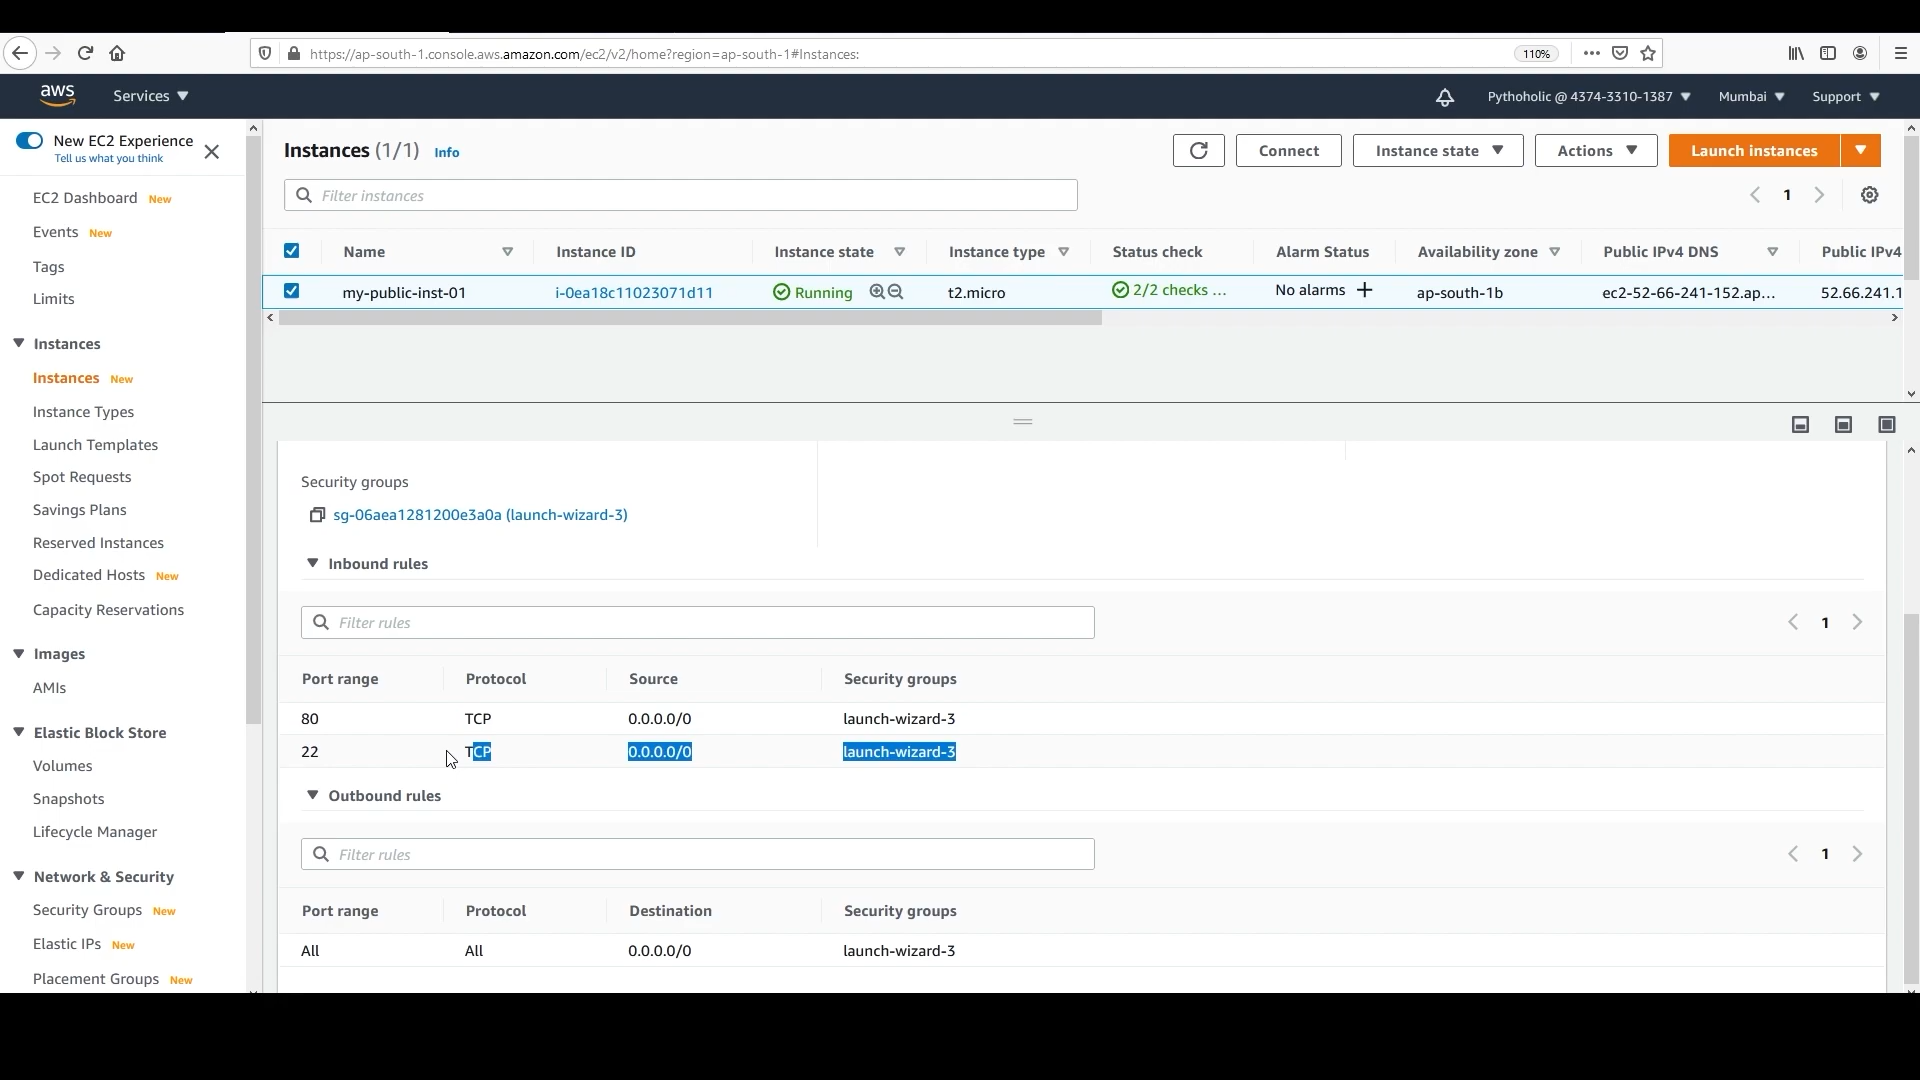 https://ap-south-1.console.aws.amazon.com/ec2/v2/home?region=ap-south-1#Instances:
110%
aws
Services
Pythoholic @ 4374-3310-1387
Mumbai
Support
New EC2 Experience
Tell us what you think
EC2 Dashboard New
Events New
Tags
Limits
Instances
Instances New
Instance Types
Launch Templates
Spot Requests
Savings Plans
Reserved Instances
Dedicated Hosts New
Capacity Reservations
Images
AMIs
Elastic Block Store
Volumes
Snapshots
Lifecycle Manager
Network & Security
Security Groups New
Elastic IPs New
Placement Groups New
Instances (1/1) Info
Connect
Instance state
Actions
Launch instances
Filter instances
1
Name Instance ID Instance state Instance type Status check Alarm Status Availability zone Public IPv4 DNS Public IPv4
my-public-inst-01 i-0ea18c11023071d11 Running t2.micro 2/2 checks ... No alarms + ap-south-1b ec2-52-66-241-152.ap... 52.66.241.1
Security groups
sg-06aea1281200e3a0a (launch-wizard-3)
Inbound rules
Filter rules
1
Port range Protocol Source Security groups
80 TCP 0.0.0.0/0 launch-wizard-3
22 TCP 0.0.0.0/0 launch-wizard-3
Outbound rules
Filter rules
1
Port range Protocol Destination Security groups
All All 0.0.0.0/0 launch-wizard-3